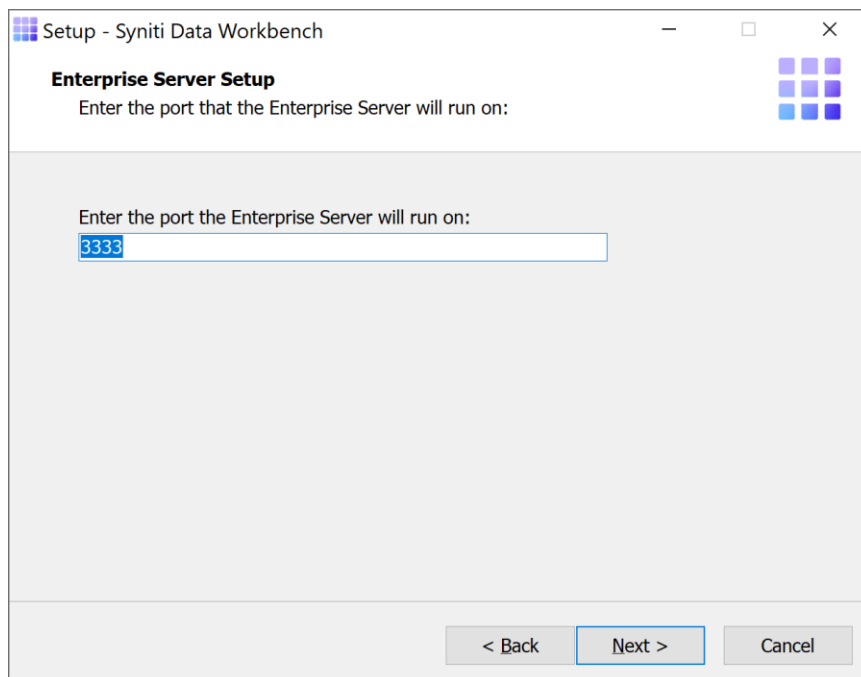 Setup - Syniti Data Workbench
Enterprise Server Setup
Enter the port that the Enterprise Server will run on:
Enter the port the Enterprise Server will run on:
3333
< Back Next > Cancel